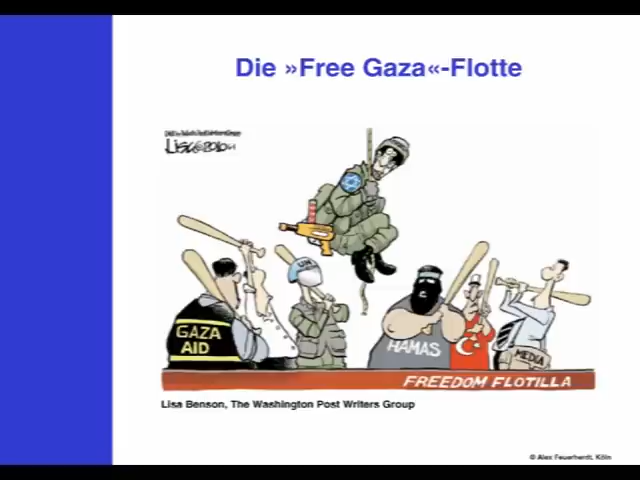 Die »Free Gaza«-Flotte
UN
GAZA
AID
HAMAS
MEDIA
FREEDOM FLOTILLA
Lisa Benson, The Washington Post Writers Group
© Alex Feuerherdt, Köln